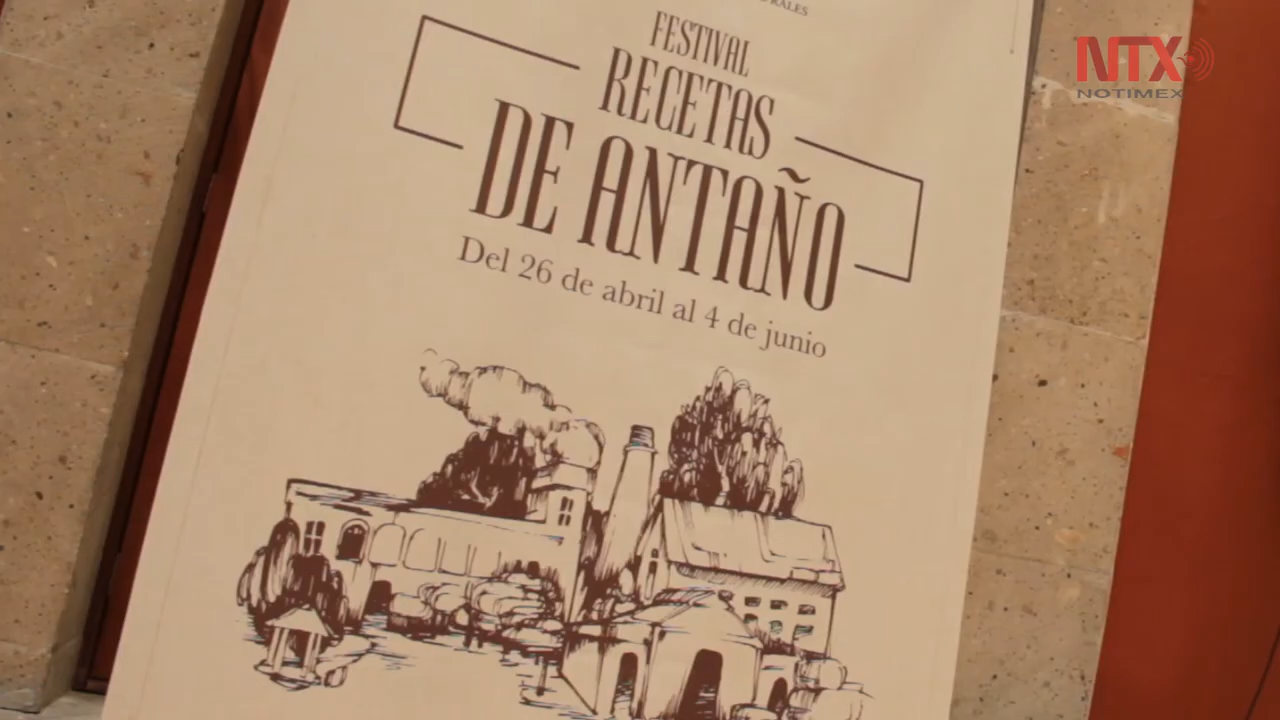 FESTIVAL
RECETAS
DE ANTAÑO
Del 26 de abril al 4 de junio
NTX
NOTIMEX